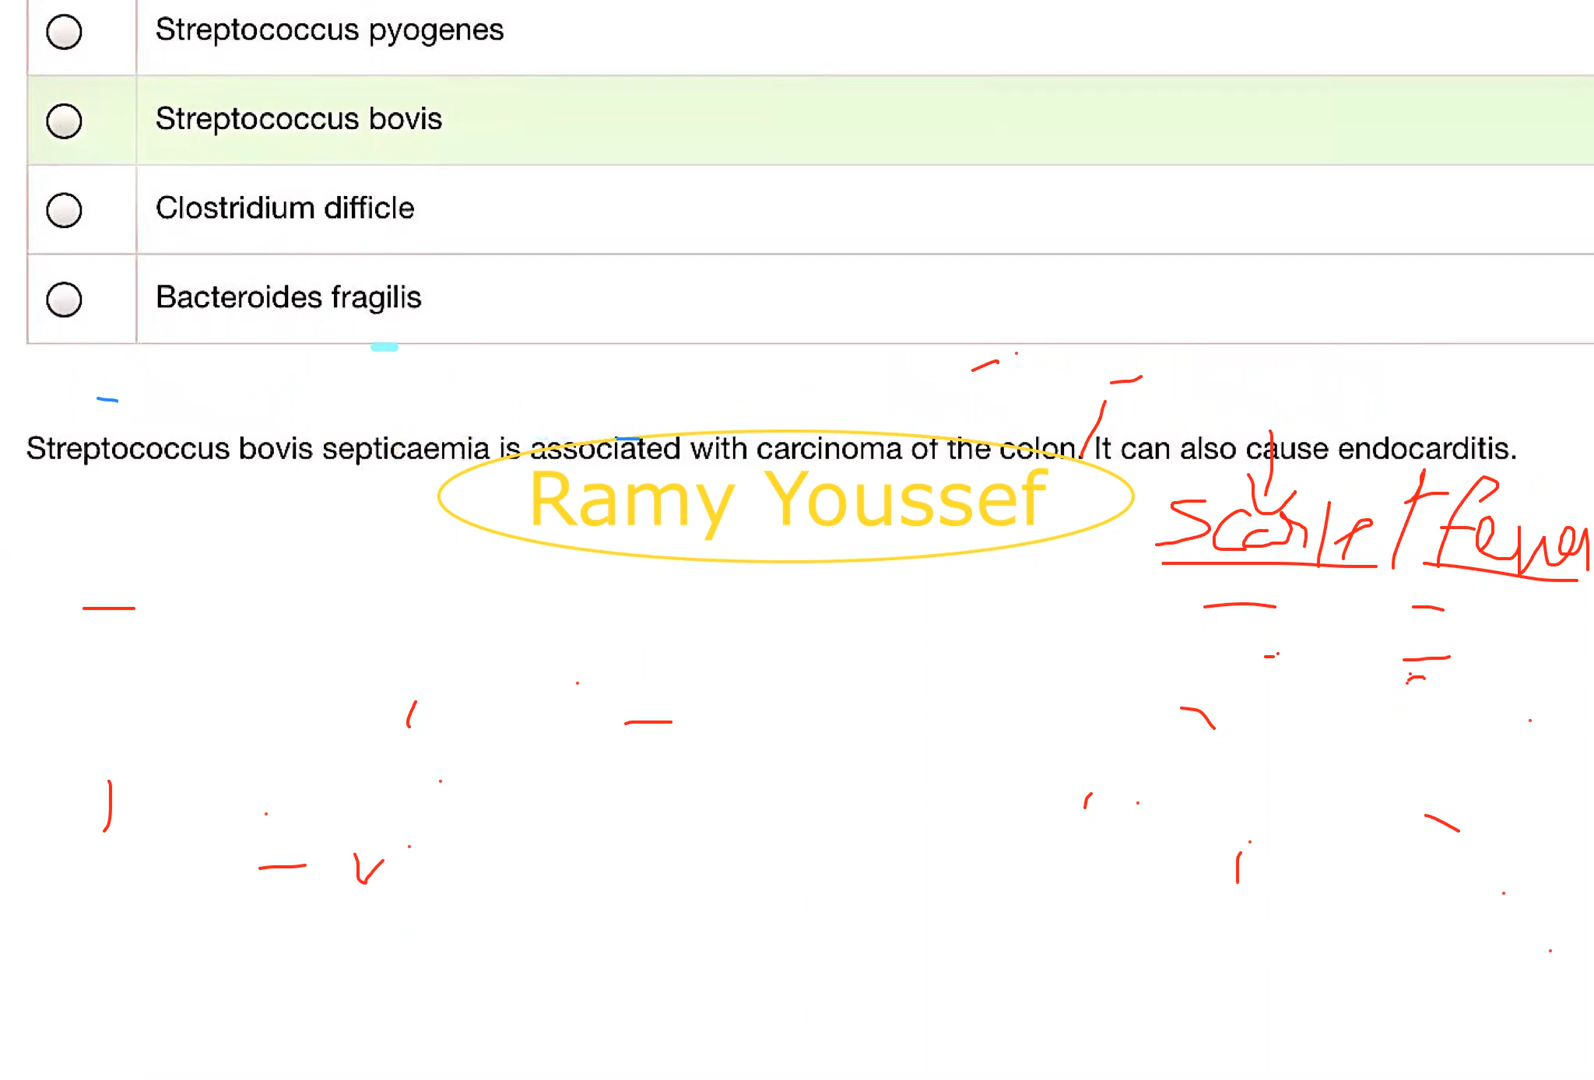 Streptococcus pyogenes
Streptococcus bovis
Clostridium difficle
Bacteroides fragilis
Streptococcus bovis septicaemia is associated with carcinoma of the colon. It can also cause endocarditis.
Ramy Youssef
scarlet fever